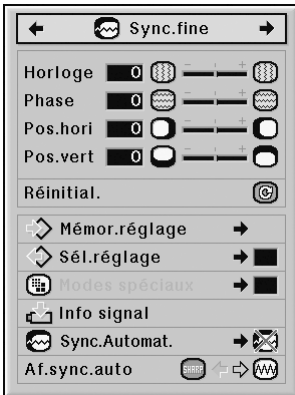 Sync.fine
Horloge 0
Phase 0
Pos.hori 0
Pos.vert 0
Réinitial.
Mémor.réglage
Sél.réglage
Modes spéciaux
Info signal
Sync.Automat.
Af.sync.auto SHARP